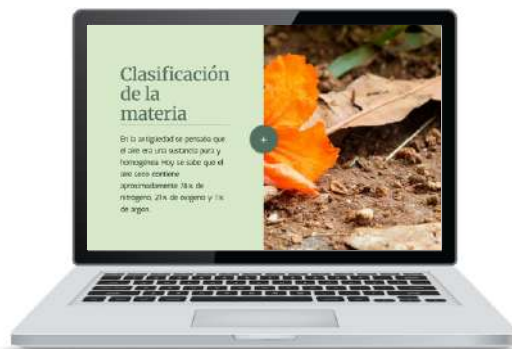 Clasificación
de la
materia
En la antigüedad se pensaba que
el aire era una sustancia pura y
homogénea. Hoy se sabe que el
aire seco contiene
aproximadamente 78% de
nitrógeno, 21% de oxígeno y 1%
de argón.
+